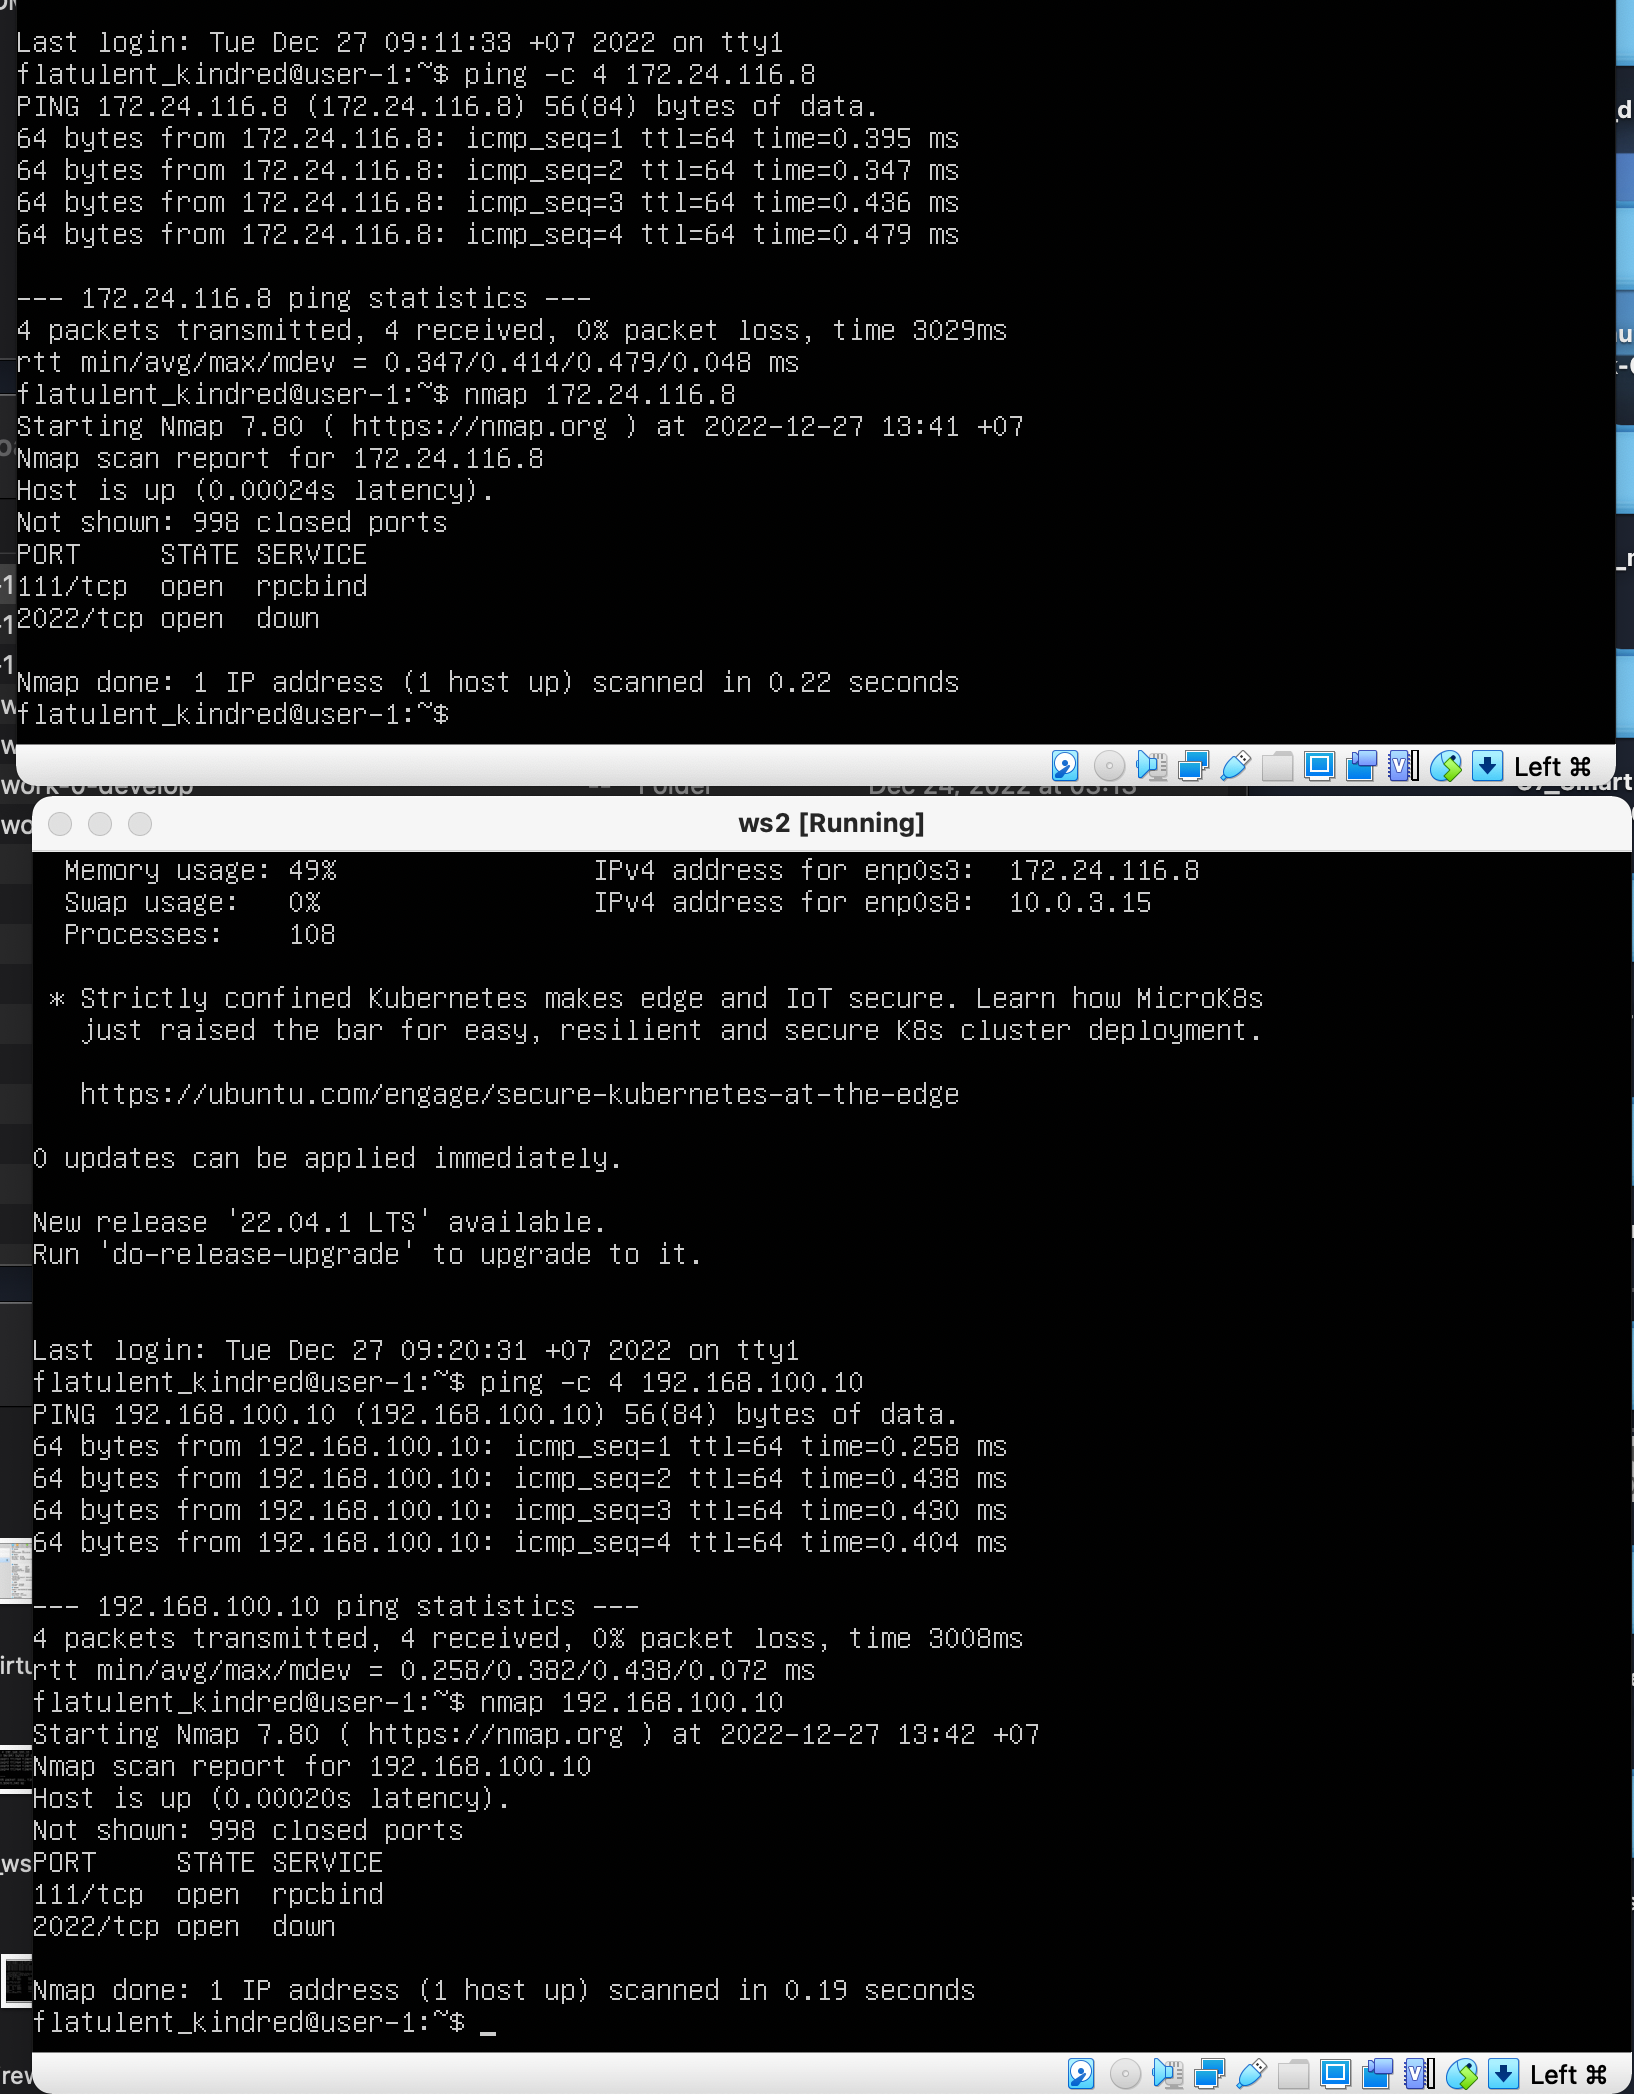 Last login: Tue Dec 27 09:11:33 +07 2022 on tty1
flatulent_kindred@user-1:~$ ping -c 4 172.24.116.8
PING 172.24.116.8 (172.24.116.8) 56(84) bytes of data.
64 bytes from 172.24.116.8: icmp_seq=1 ttl=64 time=0.395 ms
64 bytes from 172.24.116.8: icmp_seq=2 ttl=64 time=0.347 ms
64 bytes from 172.24.116.8: icmp_seq=3 ttl=64 time=0.436 ms
64 bytes from 172.24.116.8: icmp_seq=4 ttl=64 time=0.479 ms
--- 172.24.116.8 ping statistics ---
4 packets transmitted, 4 received, 0% packet loss, time 3029ms
rtt min/avg/max/mdev = 0.347/0.414/0.479/0.048 ms
flatulent_kindred@user-1:~$ nmap 172.24.116.8
Starting Nmap 7.80 ( https://nmap.org ) at 2022-12-27 13:41 +07
Nmap scan report for 172.24.116.8
Host is up (0.00024s latency).
Not shown: 998 closed ports
PORT     STATE SERVICE
111/tcp  open  rpcbind
2022/tcp open  down
Nmap done: 1 IP address (1 host up) scanned in 0.22 seconds
flatulent_kindred@user-1:~$
Left ⌘
work-0-develop -- Folder Dec 24, 2022 at 03:13
ws2 [Running]
Memory usage: 49%                IPv4 address for enp0s3:  172.24.116.8
Swap usage:   0%                 IPv4 address for enp0s8:  10.0.3.15
Processes:    108
* Strictly confined Kubernetes makes edge and IoT secure. Learn how MicroK8s
just raised the bar for easy, resilient and secure K8s cluster deployment.
https://ubuntu.com/engage/secure-kubernetes-at-the-edge
0 updates can be applied immediately.
New release '22.04.1 LTS' available.
Run 'do-release-upgrade' to upgrade to it.
Last login: Tue Dec 27 09:20:31 +07 2022 on tty1
flatulent_kindred@user-1:~$ ping -c 4 192.168.100.10
PING 192.168.100.10 (192.168.100.10) 56(84) bytes of data.
64 bytes from 192.168.100.10: icmp_seq=1 ttl=64 time=0.258 ms
64 bytes from 192.168.100.10: icmp_seq=2 ttl=64 time=0.438 ms
64 bytes from 192.168.100.10: icmp_seq=3 ttl=64 time=0.430 ms
64 bytes from 192.168.100.10: icmp_seq=4 ttl=64 time=0.404 ms
--- 192.168.100.10 ping statistics ---
4 packets transmitted, 4 received, 0% packet loss, time 3008ms
rtt min/avg/max/mdev = 0.258/0.382/0.438/0.072 ms
flatulent_kindred@user-1:~$ nmap 192.168.100.10
Starting Nmap 7.80 ( https://nmap.org ) at 2022-12-27 13:42 +07
Nmap scan report for 192.168.100.10
Host is up (0.00020s latency).
Not shown: 998 closed ports
PORT     STATE SERVICE
111/tcp  open  rpcbind
2022/tcp open  down
Nmap done: 1 IP address (1 host up) scanned in 0.19 seconds
flatulent_kindred@user-1:~$ _
Left ⌘